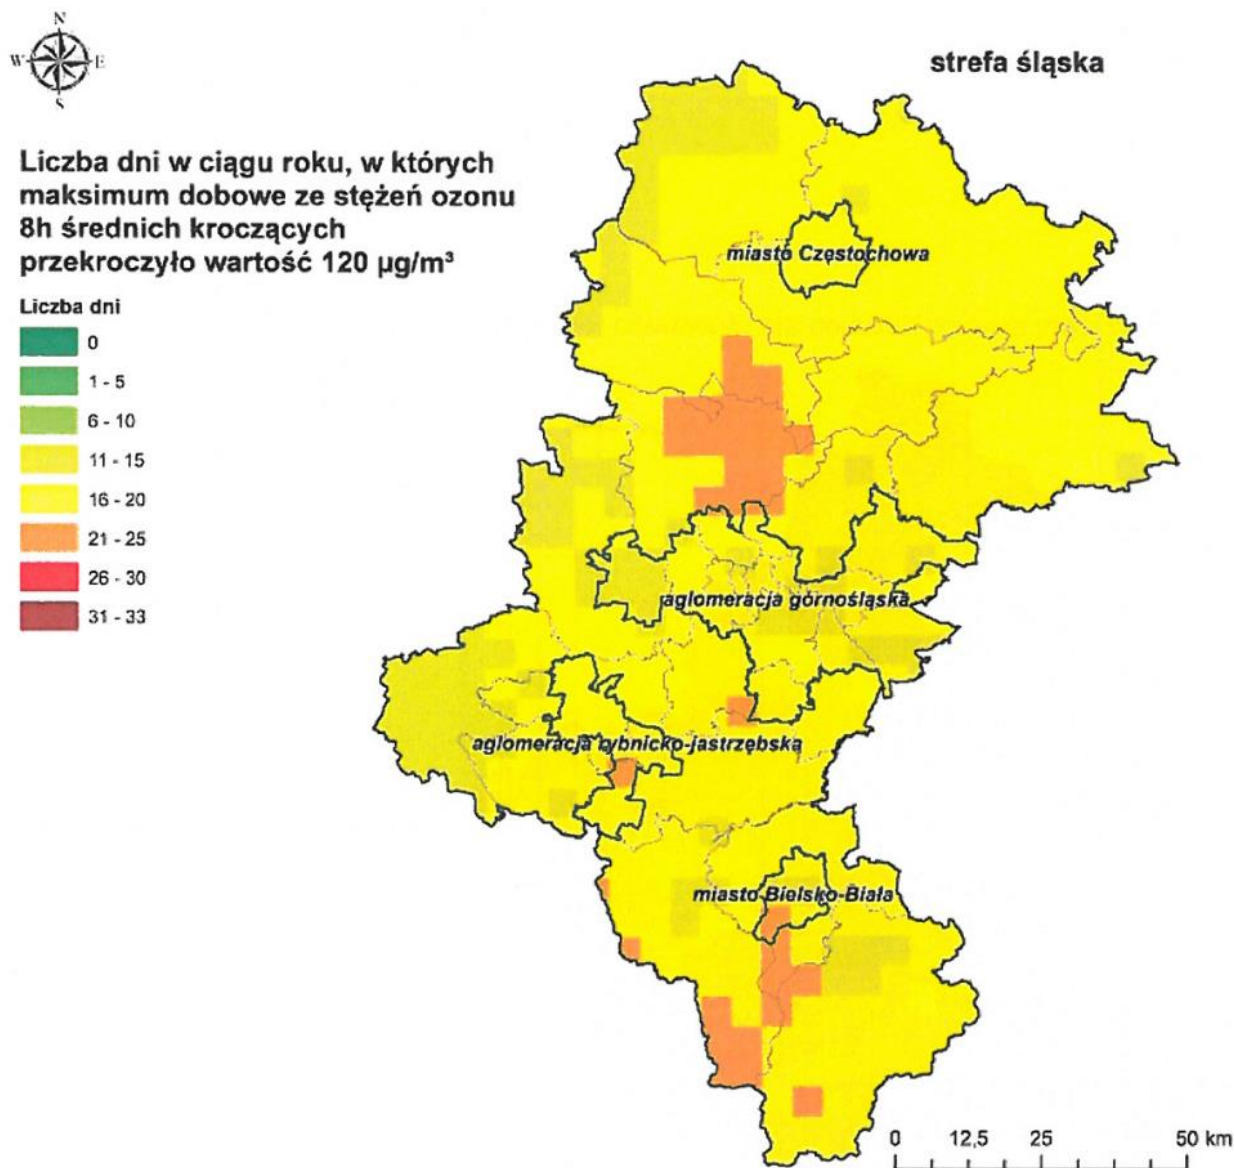 N
W E
S
strefa śląska
Liczba dni w ciągu roku, w których
maksimum dobowe ze stężeń ozonu
8h średnich kroczących
przekroczyło wartość 120 µg/m³
Liczba dni
0
1 - 5
6 - 10
11 - 15
16 - 20
21 - 25
26 - 30
31 - 33
miasto Częstochowa
aglomeracja górnośląska
aglomeracja rybnicko-jastrzębska
miasto Bielsko-Biała
0 12,5 25 50 km